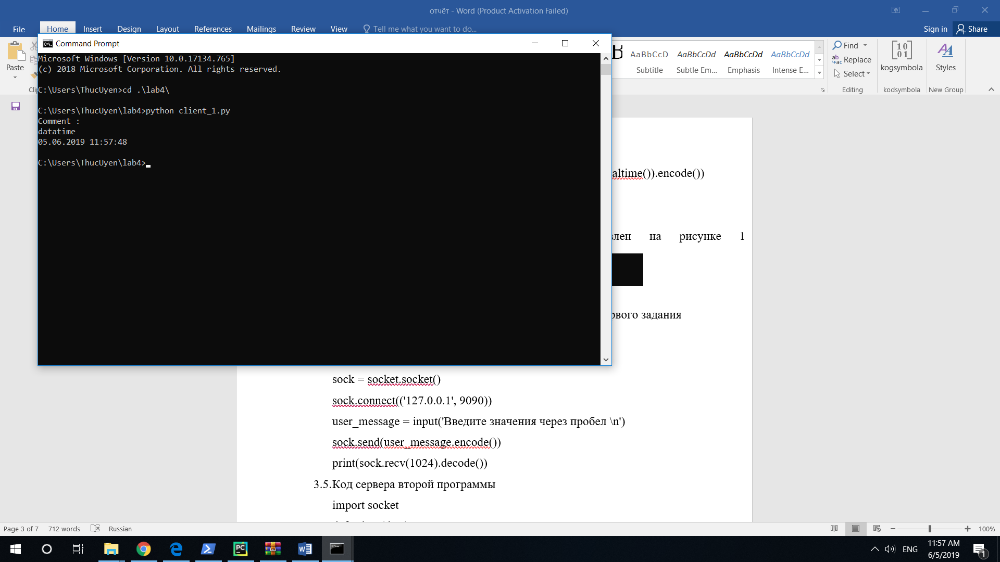 отчёт - Word (Product Activation Failed)
File Home Insert Design Layout References Mailings Review View Tell me what you want to do... Sign in Share
Command Prompt
Paste
AaBbCcD AaBbCcDd AaBbCcDd AaBbCcDd
Subtitle Subtle Em... Emphasis Intense E...
Find
Replace
Select
Editing
kogsymbola
kodsymbola
Styles
New Group
Microsoft Windows [Version 10.0.17134.765]
(c) 2018 Microsoft Corporation. All rights reserved.
C:\Users\ThucUyen>cd .\lab4\
C:\Users\ThucUyen\lab4>python client_1.py
Comment :
datatime
05.06.2019 11:57:48
C:\Users\ThucUyen\lab4>
altime()).encode())
на рисунке 1
задания
sock = socket.socket()
sock.connect(('127.0.0.1', 9090))
user_message = input('Введите значения через пробел \n')
sock.send(user_message.encode())
print(sock.recv(1024).decode())
3.5.Код сервера второй программы
import socket
Page 3 of 7 712 words Russian 100%
ENG 11:57 AM
6/5/2019
1